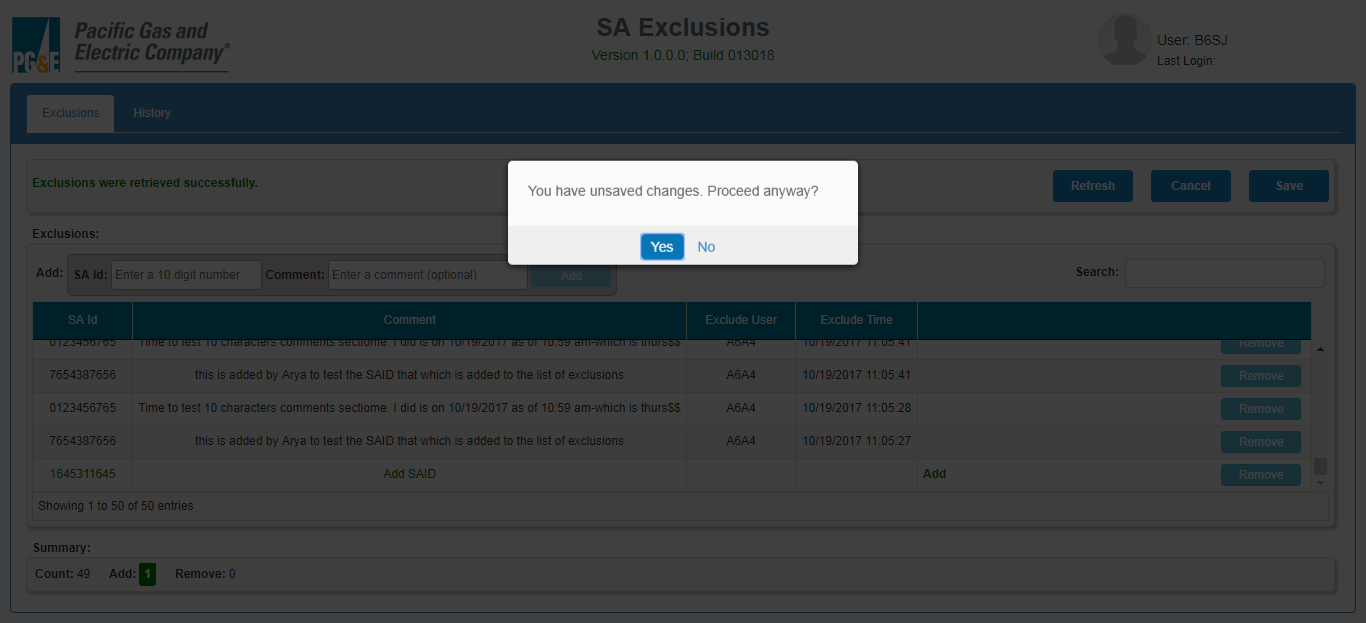 PG&E
Pacific Gas and
Electric Company®
SA Exclusions
Version 1.0.0.0; Build 013018
User: B6SJ
Last Login:
Exclusions History
Exclusions were retrieved successfully.
You have unsaved changes. Proceed anyway?
Yes No
Refresh Cancel Save
Exclusions:
Add: SA Id: Enter a 10 digit number Comment: Enter a comment (optional) Add Search:
SA Id Comment Exclude User Exclude Time
0123456765 Time to test 10 characters comments sectiome. I did is on 10/19/2017 as of 10:59 am-which is thurs$$ A6A4 10/19/2017 11:05:41 Remove
7654387656 this is added by Arya to test the SAID that which is added to the list of exclusions A6A4 10/19/2017 11:05:41 Remove
0123456765 Time to test 10 characters comments sectiome. I did is on 10/19/2017 as of 10:59 am-which is thurs$$ A6A4 10/19/2017 11:05:28 Remove
7654387656 this is added by Arya to test the SAID that which is added to the list of exclusions A6A4 10/19/2017 11:05:27 Remove
1645311645 Add SAID Add Remove
Showing 1 to 50 of 50 entries
Summary:
Count: 49 Add: 1 Remove: 0